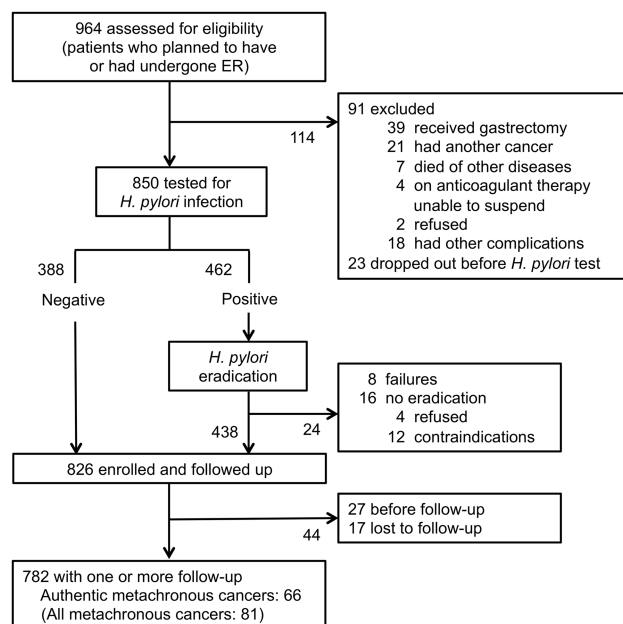 964 assessed for eligibility
(patients who planned to have
or had undergone ER)
114
91 excluded
39 received gastrectomy
21 had another cancer
7 died of other diseases
4 on anticoagulant therapy
unable to suspend
2 refused
18 had other complications
23 dropped out before H. pylori test
850 tested for
H. pylori infection
388
Negative
462
Positive
H. pylori
eradication
438
24
8 failures
16 no eradication
4 refused
12 contraindications
826 enrolled and followed up
44
27 before follow-up
17 lost to follow-up
782 with one or more follow-up
Authentic metachronous cancers: 66
(All metachronous cancers: 81)